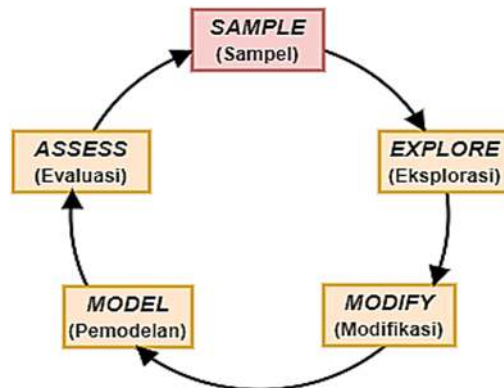 SAMPLE
(Sampel)
EXPLORE
(Eksplorasi)
MODIFY
(Modifikasi)
MODEL
(Pemodelan)
ASSESS
(Evaluasi)